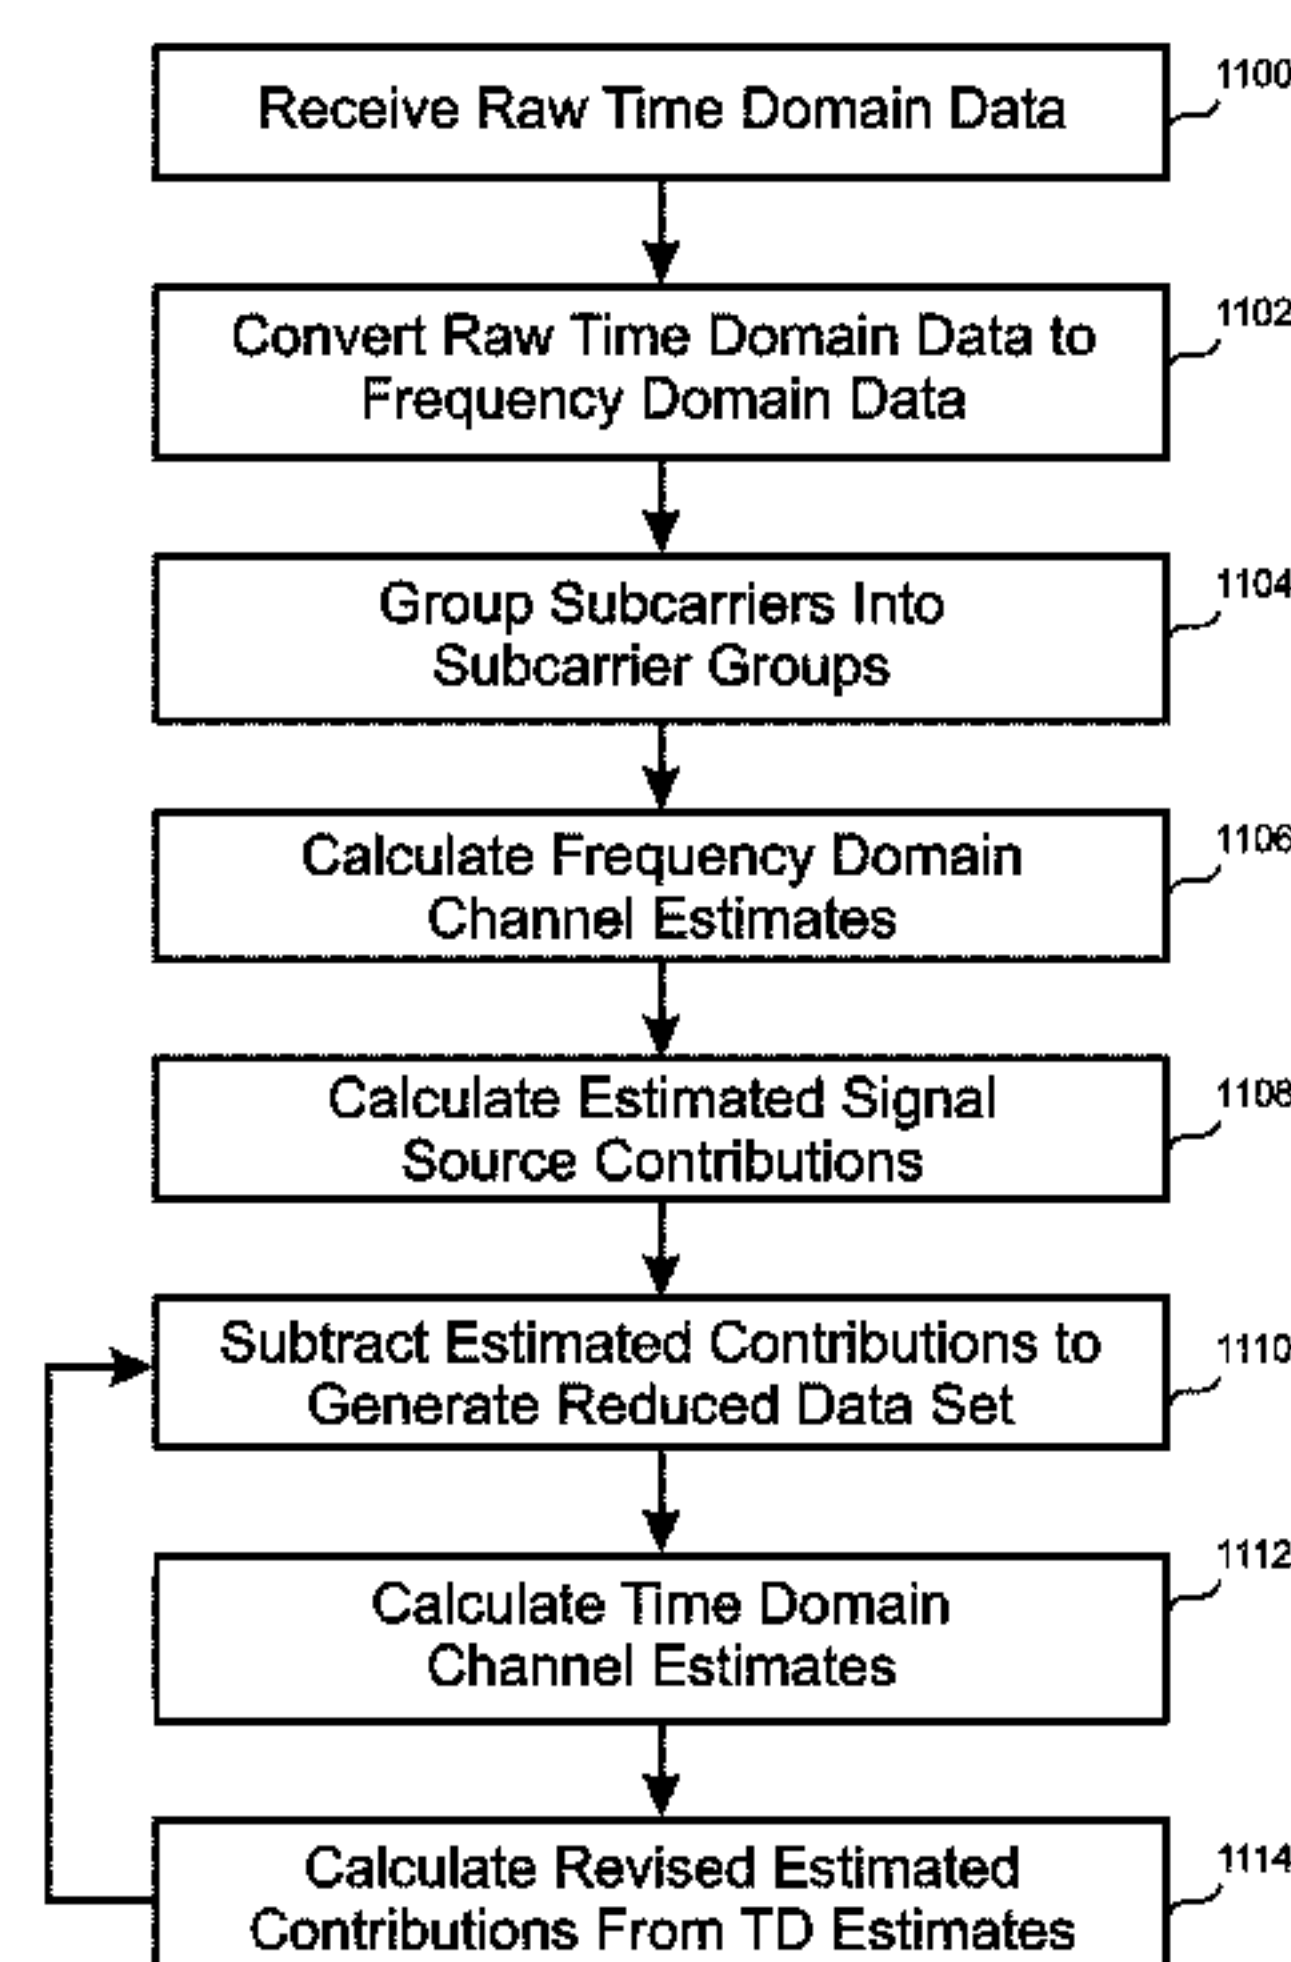 Receive Raw Time Domain Data
1100
Convert Raw Time Domain Data to
Frequency Domain Data
1102
Group Subcarriers Into
Subcarrier Groups
1104
Calculate Frequency Domain
Channel Estimates
1106
Calculate Estimated Signal
Source Contributions
1108
Subtract Estimated Contributions to
Generate Reduced Data Set
1110
Calculate Time Domain
Channel Estimates
1112
Calculate Revised Estimated
Contributions From TD Estimates
1114